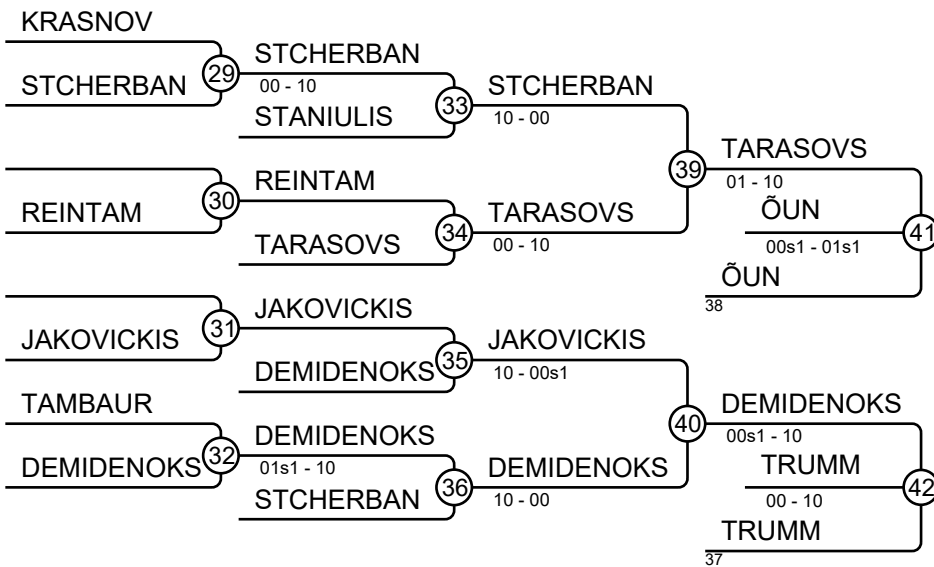 KRASNOV
STCHERBAN
29
STCHERBAN
00 - 10
STANIULIS
33
STCHERBAN
10 - 00
30
REINTAM
REINTAM
TARASOVS
34
TARASOVS
00 - 10
39
TARASOVS
01 - 10
ÕUN
00s1 - 01s1
41
ÕUN
38
31
JAKOVICKIS
JAKOVICKIS
DEMIDENOKS
35
JAKOVICKIS
10 - 00s1
TAMBAUR
DEMIDENOKS
32
DEMIDENOKS
01s1 - 10
STCHERBAN
36
DEMIDENOKS
10 - 00
40
DEMIDENOKS
00s1 - 10
TRUMM
00 - 10
42
TRUMM
37